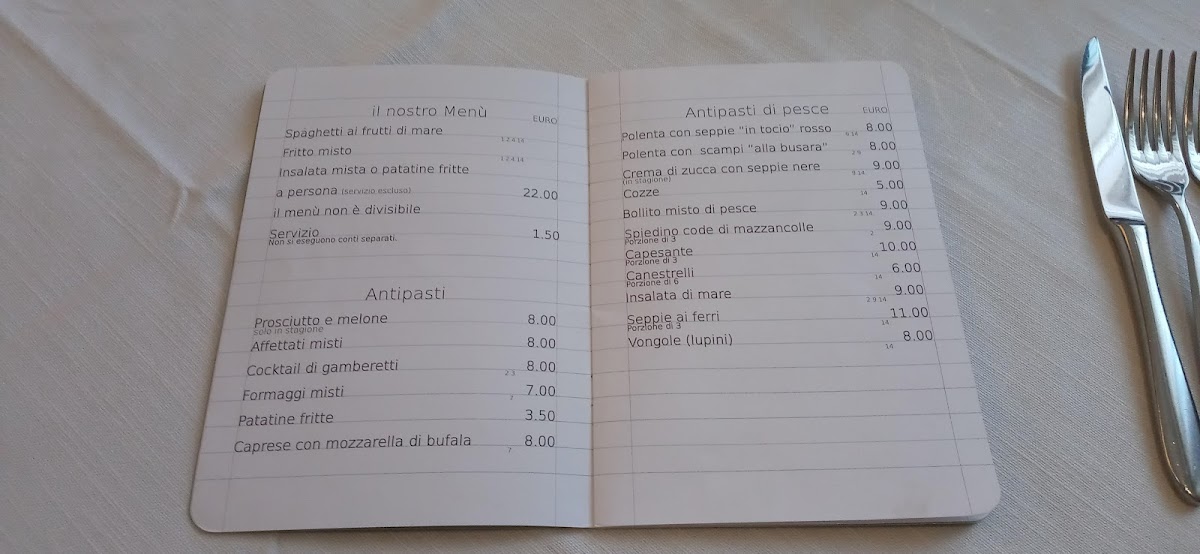 il nostro Menù
EURO
Spaghetti ai frutti di mare 1 2 4 14
Fritto misto 1 2 4 14
Insalata mista o patatine fritte
a persona (servizio escluso) 22.00
il menù non è divisibile
Servizio 1.50
Non si eseguono conti separati.
Antipasti
Prosciutto e melone 8.00
solo in stagione
Affettati misti 8.00
Cocktail di gamberetti 2 3 8.00
Formaggi misti 7 7.00
Patatine fritte 3.50
Caprese con mozzarella di bufala 7 8.00
Antipasti di pesce
EURO
Polenta con seppie "in tocio" rosso 8.00
Polenta con scampi "alla busara" 8.00
Crema di zucca con seppie nere 9 14 9.00
(in stagione)
Cozze 14 5.00
Bollito misto di pesce 2 3 14 9.00
Spiedino code di mazzancolle 2 9.00
Porzione di 3
Capesante 14 10.00
Porzione di 3
Canestrelli 14 6.00
Porzione di 6
Insalata di mare 2 9 14 9.00
Seppie ai ferri 14 11.00
Porzione di 3
Vongole (lupini) 14 8.00